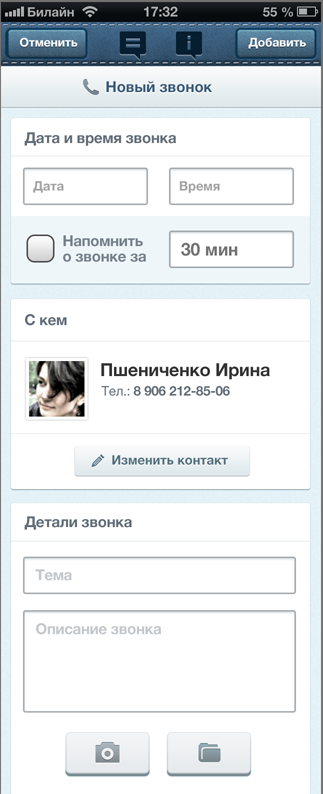 Билайн 17:32 55 %
Отменить Добавить
Новый звонок
Дата и время звонка
Дата Время
Напомнить
о звонке за
30 мин
С кем
Пшениченко Ирина
Тел.: 8 906 212-85-06
Изменить контакт
Детали звонка
Тема
Описание звонка